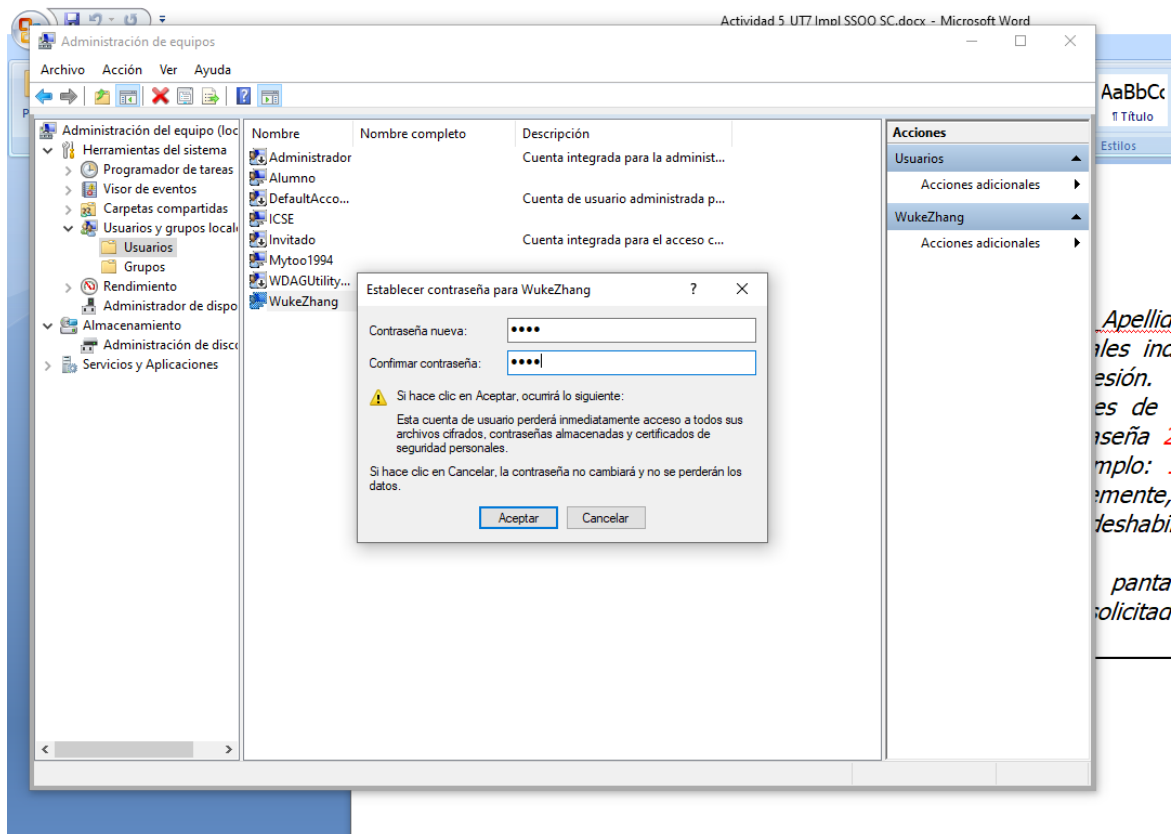 Actividad 5 UT7 Impl SSOO SC.docx - Microsoft Word
Administración de equipos
Archivo Acción Ver Ayuda
Administración del equipo (loc
Herramientas del sistema
Programador de tareas
Visor de eventos
Carpetas compartidas
Usuarios y grupos local
Usuarios
Grupos
Rendimiento
Administrador de dispo
Almacenamiento
Administración de disco
Servicios y Aplicaciones
Nombre Nombre completo Descripción
Administrador Cuenta integrada para la administ...
Alumno
DefaultAcco... Cuenta de usuario administrada p...
ICSE
Invitado Cuenta integrada para el acceso c...
Mytoo1994
WDAGUtility...
WukeZhang
Establecer contraseña para WukeZhang ?
Contraseña nueva: ••••
Confirmar contraseña: ••••
Si hace clic en Aceptar, ocurrirá lo siguiente:
Esta cuenta de usuario perderá inmediatamente acceso a todos sus
archivos cifrados, contraseñas almacenadas y certificados de
seguridad personales.
Si hace clic en Cancelar, la contraseña no cambiará y no se perderán los
datos.
Aceptar Cancelar
Acciones
Usuarios
Acciones adicionales
WukeZhang
Acciones adicionales
AaBbCc
¶ Título
Estilos
_Apellid
ales ind
esión.
es de
aseña 2
mplo:
emente,
deshabi
panta
solicitad